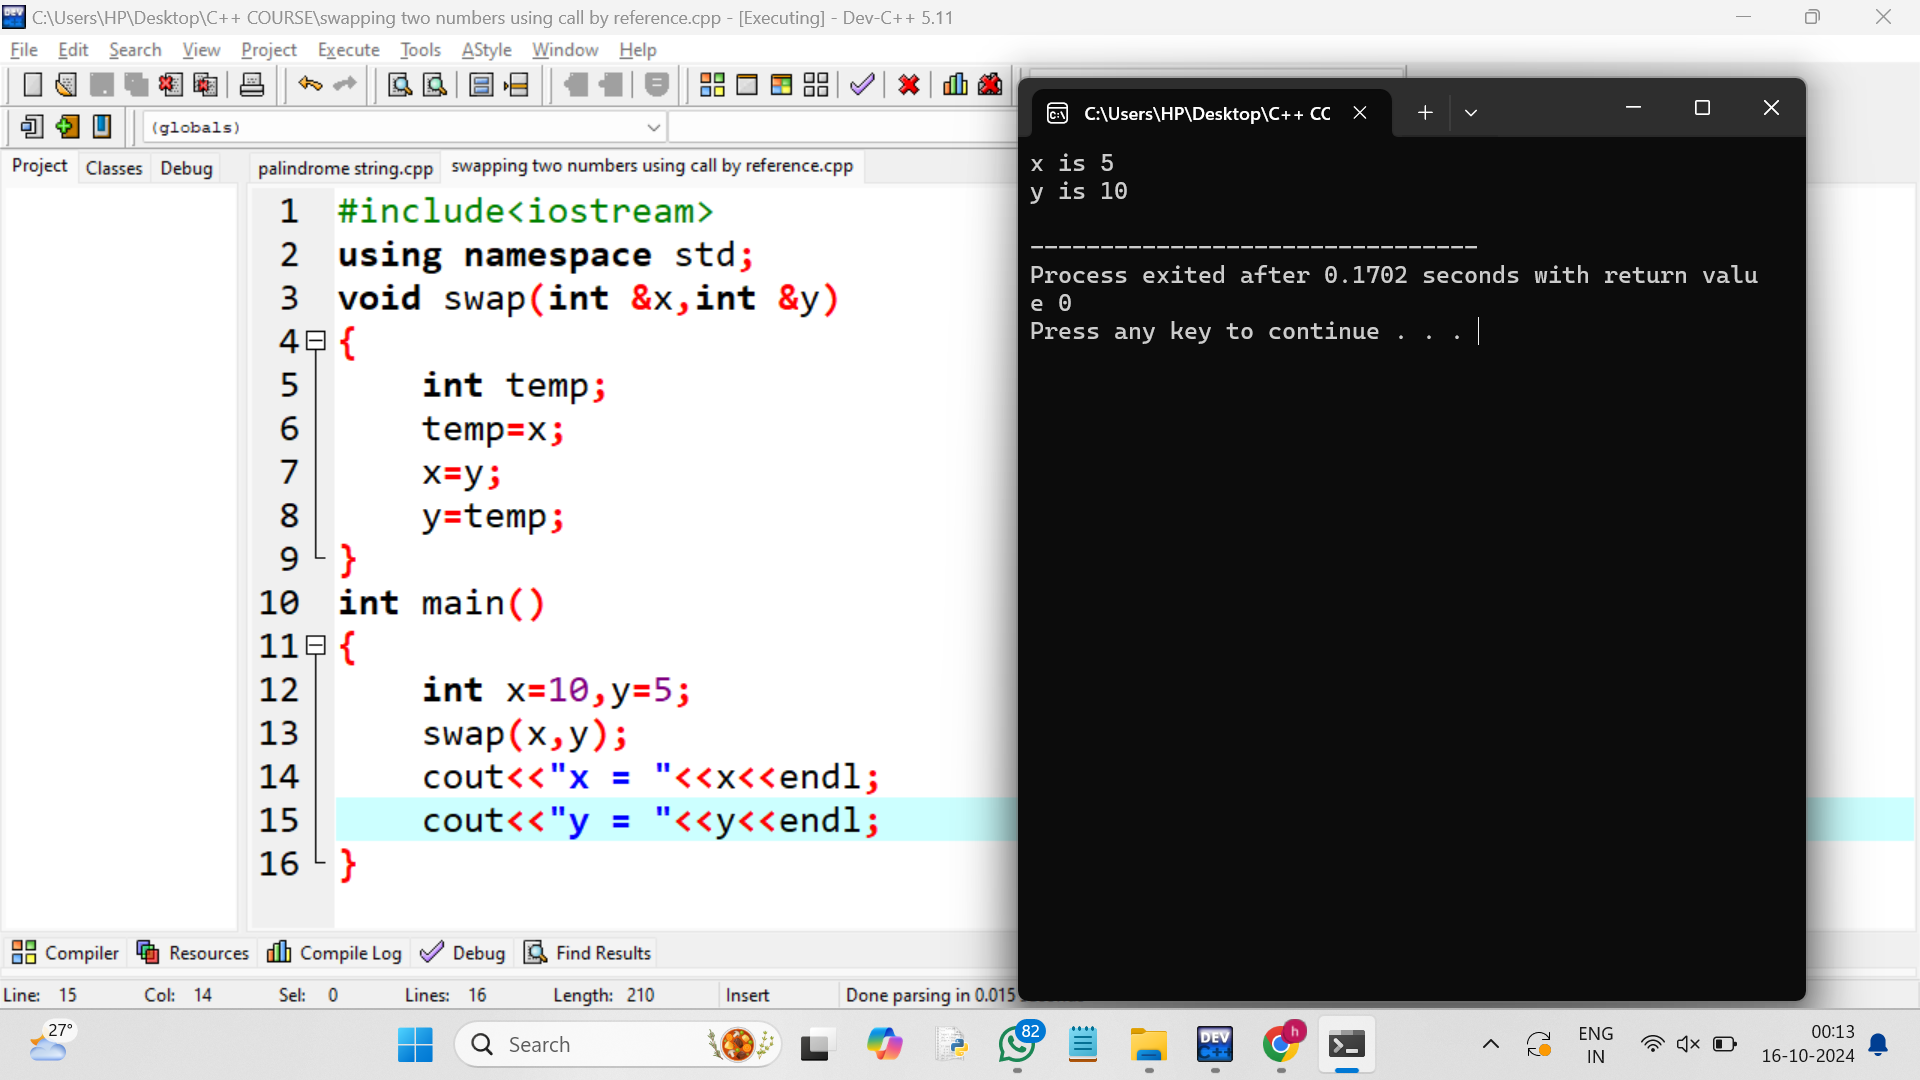 C:\Users\HP\Desktop\C++ COURSE\swapping two numbers using call by reference.cpp - [Executing] - Dev-C++ 5.11
File Edit Search View Project Execute Tools AStyle Window Help
(globals)
Project Classes Debug
palindrome string.cpp swapping two numbers using call by reference.cpp
1 #include<iostream>
2 using namespace std;
3 void swap(int &x,int &y)
4 {
5 int temp;
6 temp=x;
7 x=y;
8 y=temp;
9 }
10 int main()
11 {
12 int x=10,y=5;
13 swap(x,y);
14 cout<<"x = "<<x<<endl;
15 cout<<"y = "<<y<<endl;
16 }
C:\Users\HP\Desktop\C++ CC
x is 5
y is 10
--------------------------------
Process exited after 0.1702 seconds with return valu
e 0
Press any key to continue . . .
Compiler Resources Compile Log Debug Find Results
Line: 15 Col: 14 Sel: 0 Lines: 16 Length: 210 Insert Done parsing in 0.015
27°
Search
82
DEV
C++
h
ENG
IN
00:13
16-10-2024